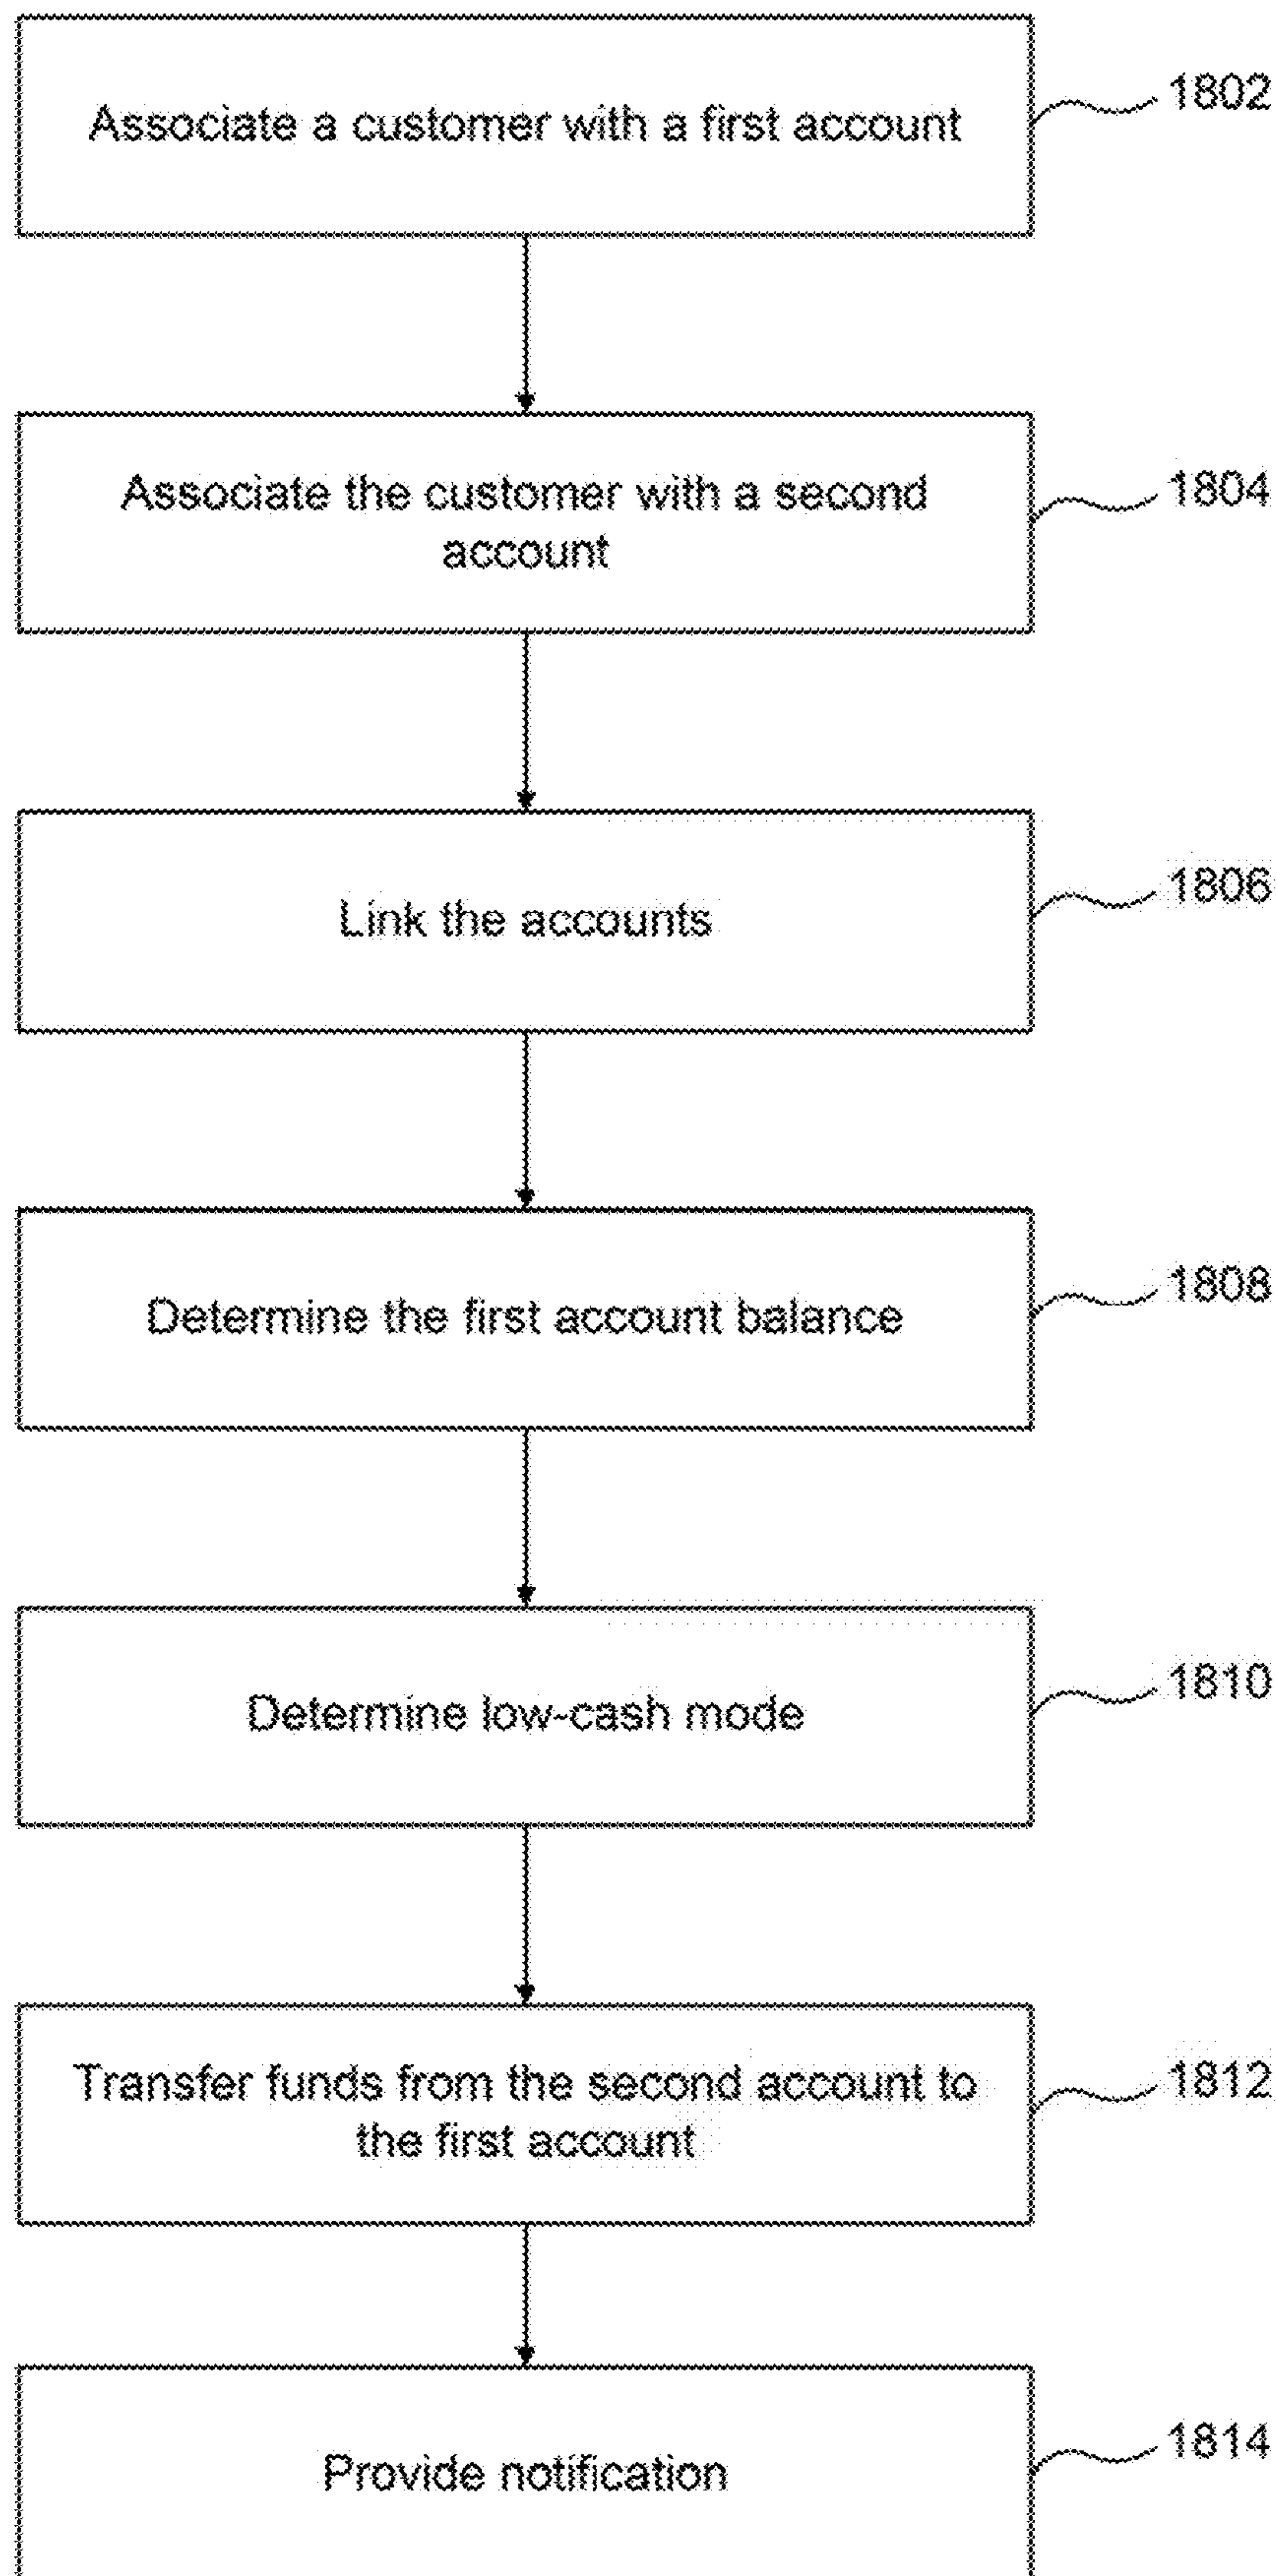 Associate a customer with a first account
1802
Associate the customer with a second
account
1804
Link the accounts
1806
Determine the first account balance
1808
Determine low-cash mode
1810
Transfer funds from the second account to
the first account
1812
Provide notification
1814